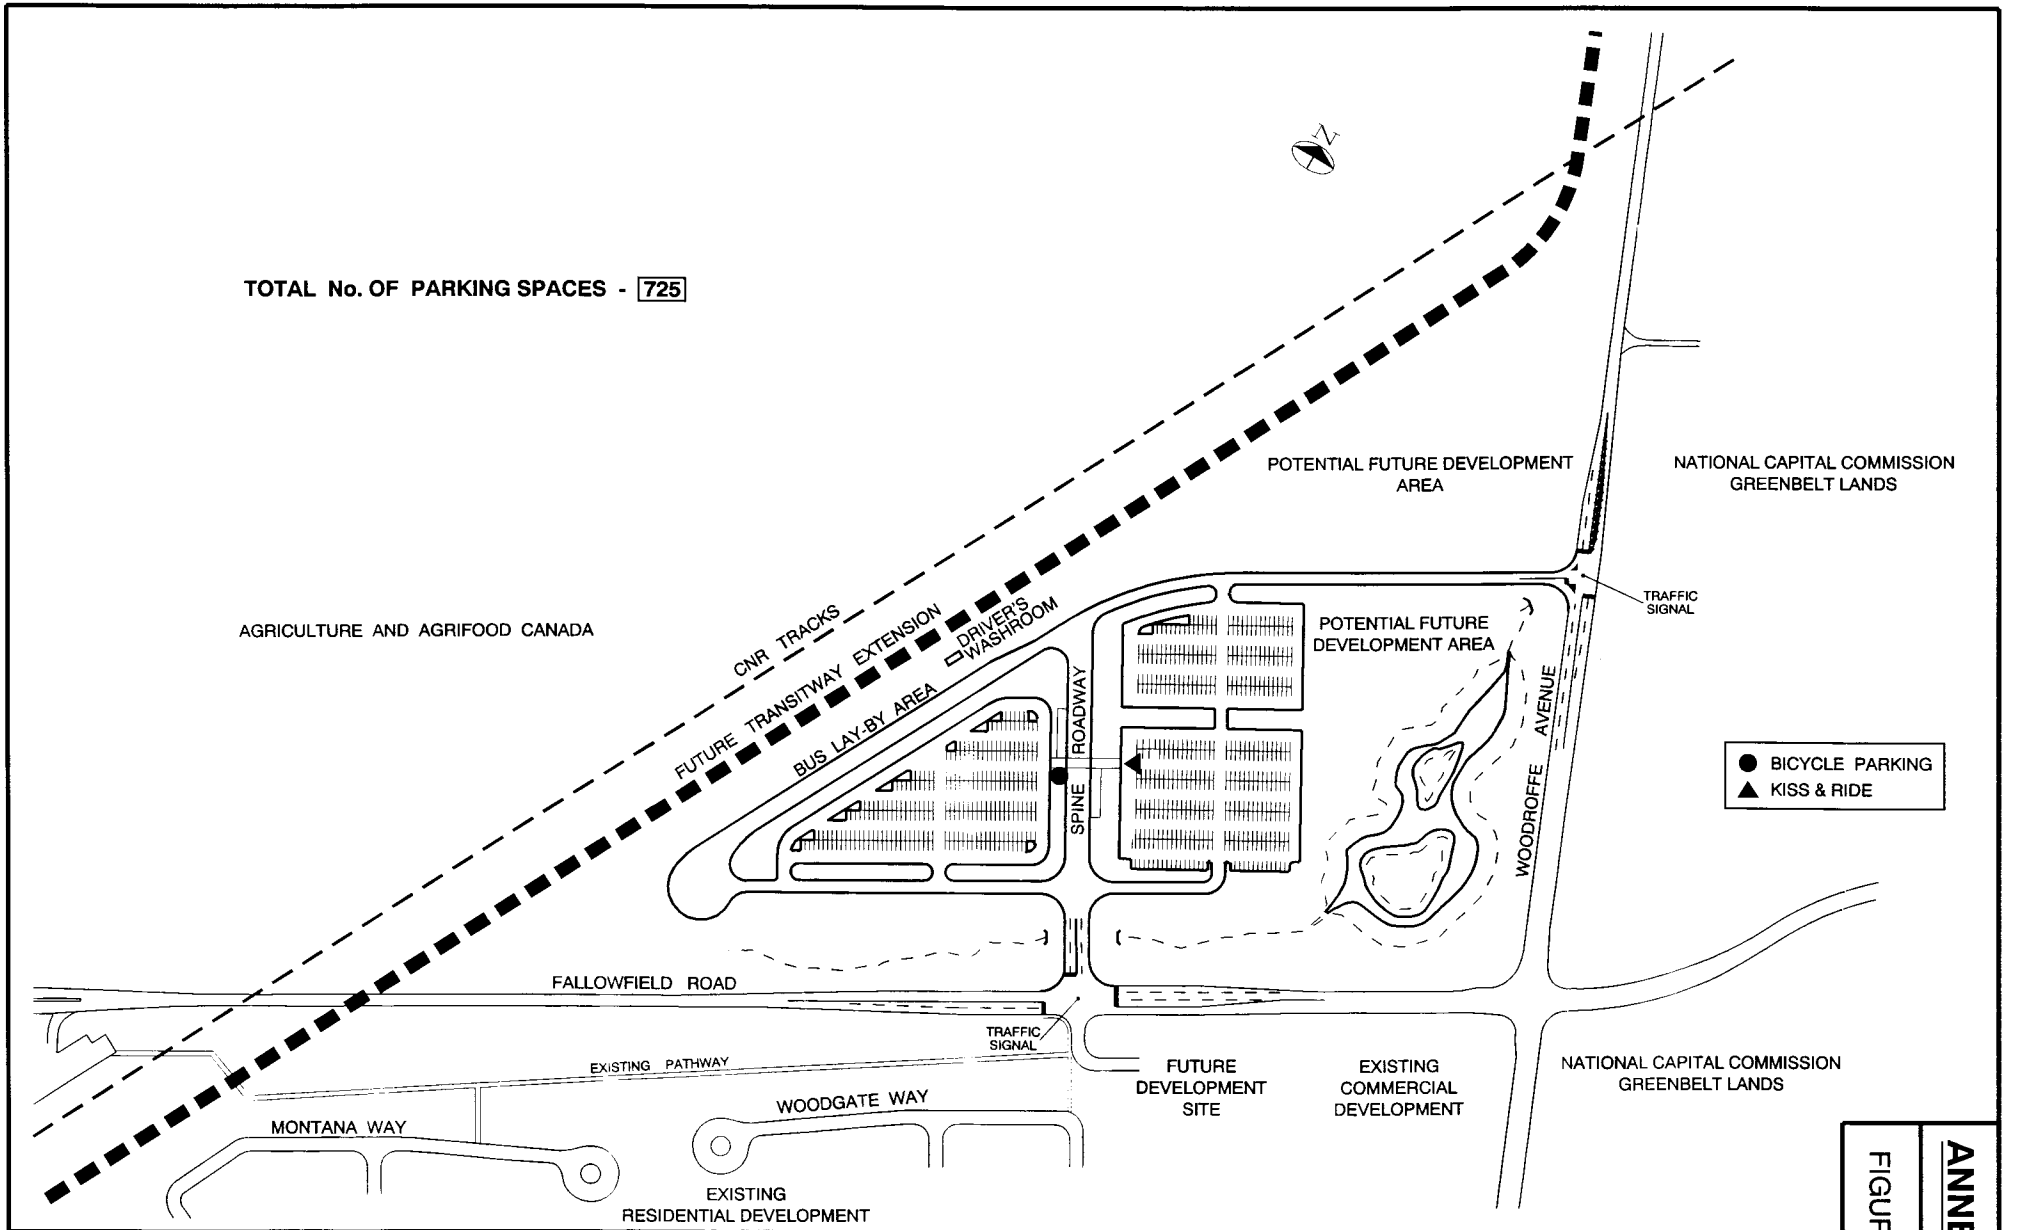 N
TOTAL No. OF PARKING SPACES - 725
POTENTIAL FUTURE DEVELOPMENT
AREA
NATIONAL CAPITAL COMMISSION
GREENBELT LANDS
TRAFFIC
SIGNAL
AGRICULTURE AND AGRIFOOD CANADA
CNR TRACKS
FUTURE TRANSITWAY EXTENSION
DRIVER'S
WASHROOM
BUS LAY-BY AREA
SPINE ROADWAY
POTENTIAL FUTURE
DEVELOPMENT AREA
WOODROFFE AVENUE
BICYCLE PARKING
KISS & RIDE
FALLOWFIELD ROAD
TRAFFIC
SIGNAL
EXISTING PATHWAY
FUTURE
DEVELOPMENT
SITE
EXISTING
COMMERCIAL
DEVELOPMENT
NATIONAL CAPITAL COMMISSION
GREENBELT LANDS
WOODGATE WAY
MONTANA WAY
EXISTING
RESIDENTIAL DEVELOPMENT
ANNE
FIGUR